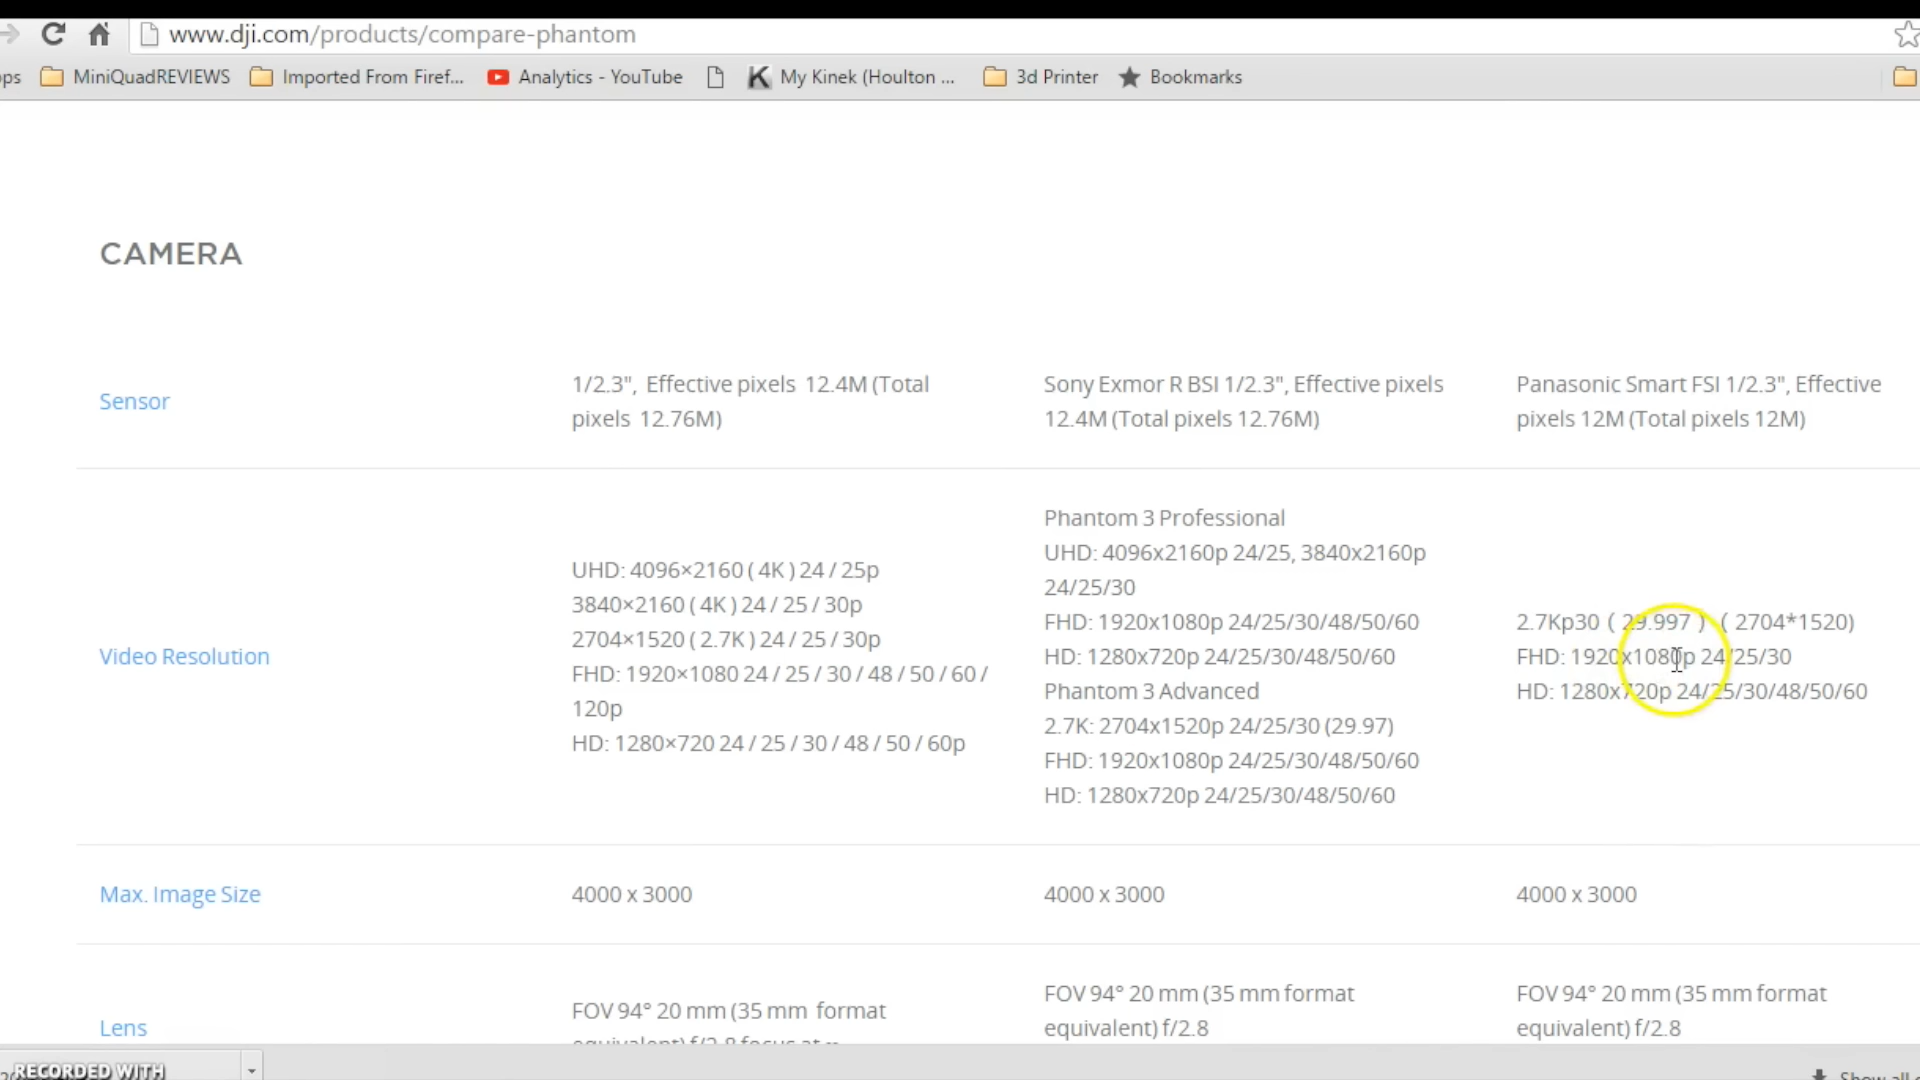 www.dji.com/products/compare-phantom
ps MiniQuadREVIEWS Imported From Firef... Analytics - YouTube My Kinek (Houlton ... 3d Printer Bookmarks
CAMERA
Sensor
1/2.3", Effective pixels 12.4M (Total
pixels 12.76M)
Sony Exmor R BSI 1/2.3", Effective pixels
12.4M (Total pixels 12.76M)
Panasonic Smart FSI 1/2.3", Effective
pixels 12M (Total pixels 12M)
Video Resolution
UHD: 4096×2160 ( 4K ) 24 / 25p
3840×2160 ( 4K ) 24 / 25 / 30p
2704×1520 ( 2.7K ) 24 / 25 / 30p
FHD: 1920×1080 24 / 25 / 30 / 48 / 50 / 60 /
120p
HD: 1280×720 24 / 25 / 30 / 48 / 50 / 60p
Phantom 3 Professional
UHD: 4096x2160p 24/25, 3840x2160p
24/25/30
FHD: 1920x1080p 24/25/30/48/50/60
HD: 1280x720p 24/25/30/48/50/60
Phantom 3 Advanced
2.7K: 2704x1520p 24/25/30 (29.97)
FHD: 1920x1080p 24/25/30/48/50/60
HD: 1280x720p 24/25/30/48/50/60
2.7Kp30 ( 29.997 ) ( 2704*1520)
FHD: 1920x1080p 24/25/30
HD: 1280x720p 24/25/30/48/50/60
Max. Image Size
4000 x 3000
4000 x 3000
4000 x 3000
Lens
FOV 94° 20 mm (35 mm format
equivalent) f/2.8 focus at ∞
FOV 94° 20 mm (35 mm format
equivalent) f/2.8
FOV 94° 20 mm (35 mm format
equivalent) f/2.8
RECORDED WITH
Show all